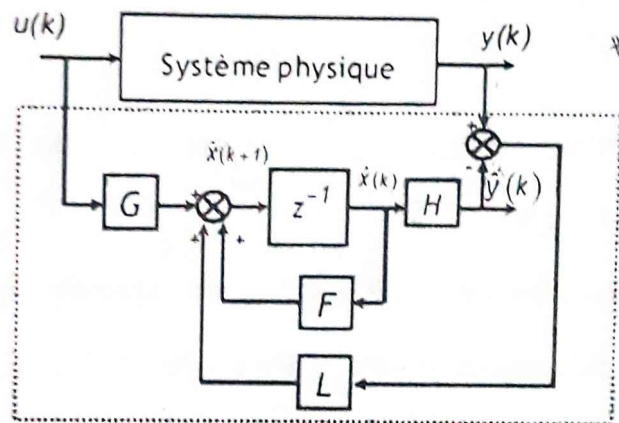 u(k)
Système physique
y(k)
+
x̂(k+1)
x̂(k)
-
ŷ(k)
G
+
z⁻¹
H
+
+
F
L